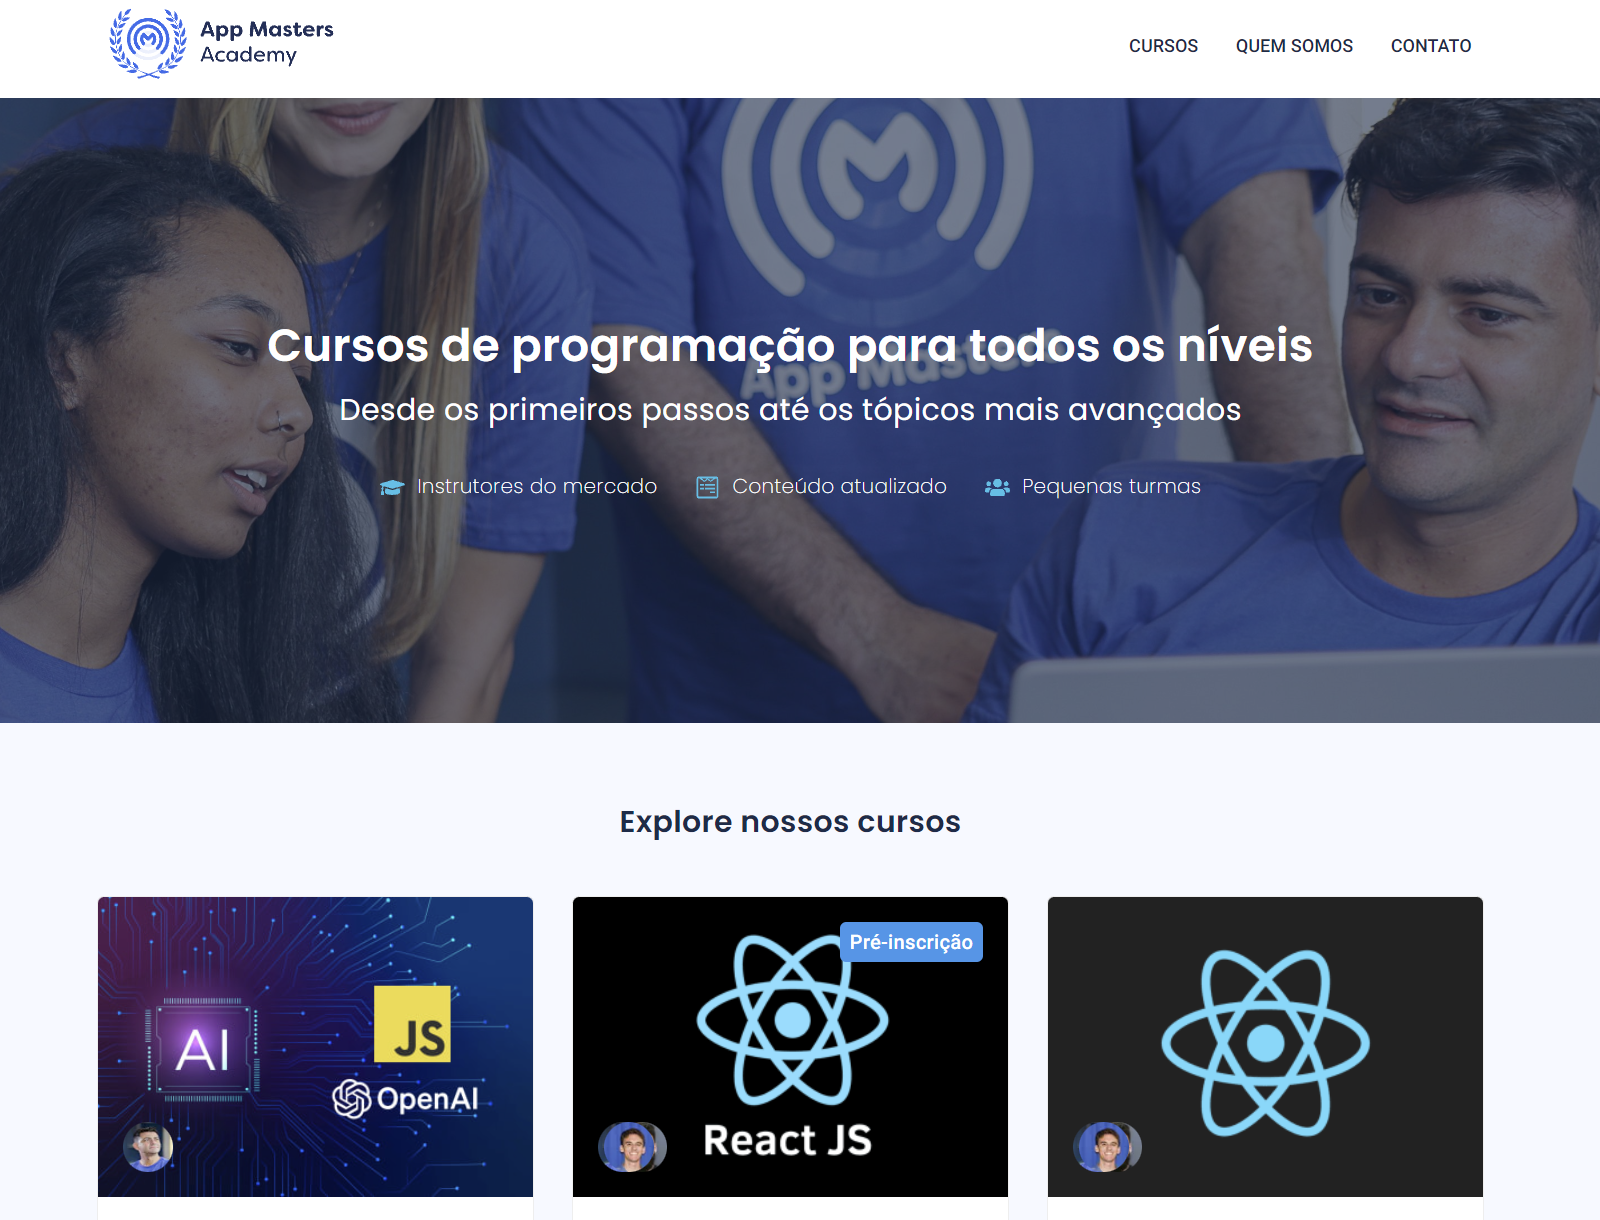 App Masters
Academy
CURSOS QUEM SOMOS CONTATO
App Masters
Cursos de programação para todos os níveis
Desde os primeiros passos até os tópicos mais avançados
Instrutores do mercado Conteúdo atualizado Pequenas turmas
Explore nossos cursos
AI
JS
OpenAI
Pré-inscrição
React JS